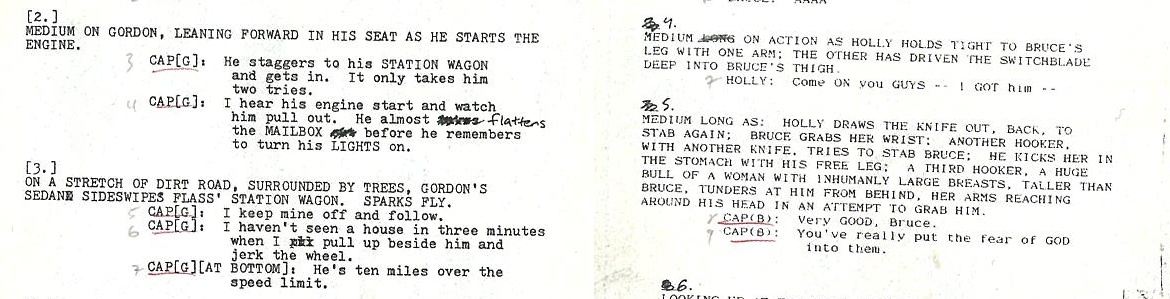 [2.]
MEDIUM ON GORDON, LEANING FORWARD IN HIS SEAT AS HE STARTS THE
ENGINE.
3 CAP[G]: He staggers to his STATION WAGON
and gets in. It only takes him
two tries.
4 CAP[G]: I hear his engine start and watch
him pull out. He almost flattens
the MAILBOX before he remembers
to turn his LIGHTS on.
[3.]
ON A STRETCH OF DIRT ROAD, SURROUNDED BY TREES, GORDON'S
SEDAN SIDESWIPES FLASS' STATION WAGON. SPARKS FLY.
5 CAP[G]: I keep mine off and follow.
6 CAP[G]: I haven't seen a house in three minutes
when I pull up beside him and
jerk the wheel.
7 CAP[G][AT BOTTOM]: He's ten miles over the
speed limit.
4.
MEDIUM LONG ON ACTION AS HOLLY HOLDS TIGHT TO BRUCE'S
LEG WITH ONE ARM; THE OTHER HAS DRIVEN THE SWITCHBLADE
DEEP INTO BRUCE'S THIGH.
7 HOLLY: Come ON you GUYS -- I GOT him --
5.
MEDIUM LONG AS: HOLLY DRAWS THE KNIFE OUT, BACK, TO
STAB AGAIN; BRUCE GRABS HER WRIST; ANOTHER HOOKER,
WITH ANOTHER KNIFE, TRIES TO STAB BRUCE; HE KICKS HER IN
THE STOMACH WITH HIS FREE LEG; A THIRD HOOKER, A HUGE
BULL OF A WOMAN WITH INHUMANLY LARGE BREASTS, TALLER THAN
BRUCE, TUNDERS AT HIM FROM BEHIND, HER ARMS REACHING
AROUND HIS HEAD IN AN ATTEMPT TO GRAB HIM.
8 CAP(B): Very GOOD, Bruce.
9 CAP(B): You've really put the fear of GOD
into them.
6.